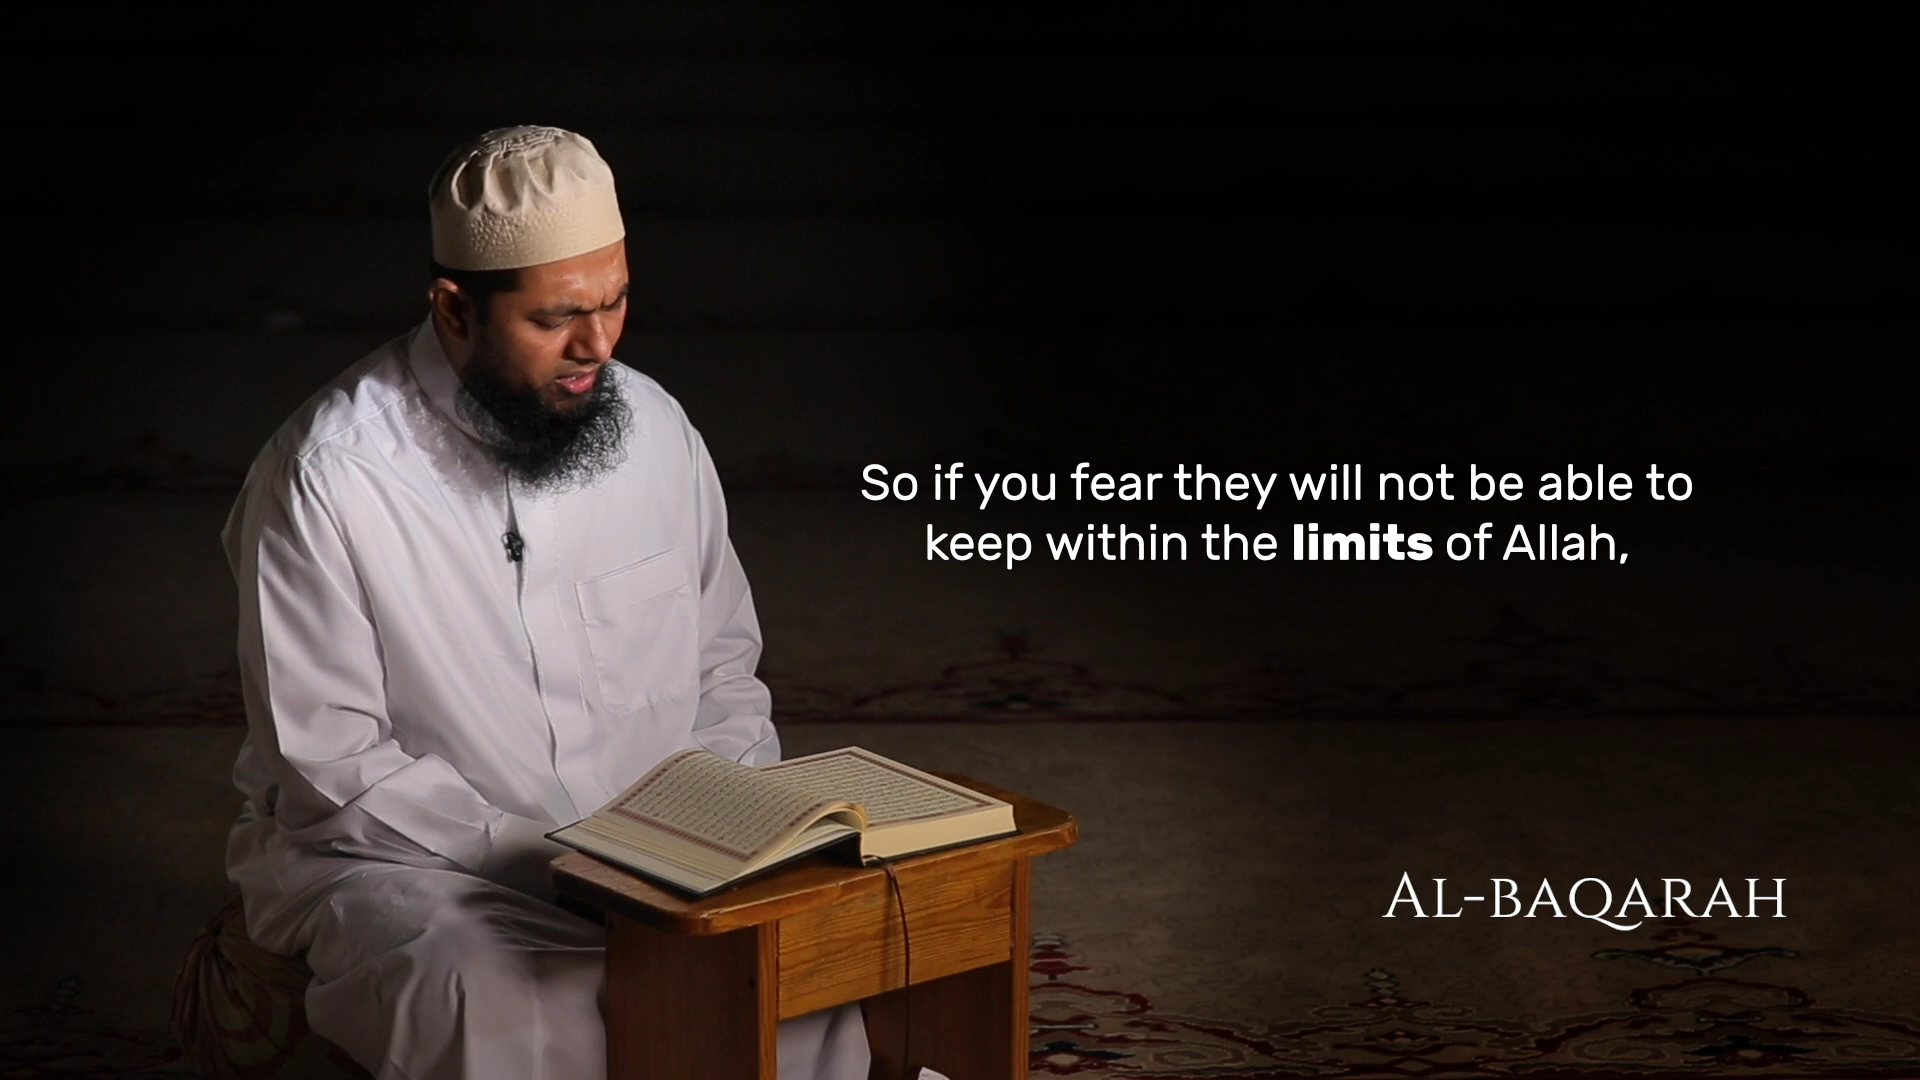 So if you fear they will not be able to
keep within the limits of Allah,
AL-BAQARAH